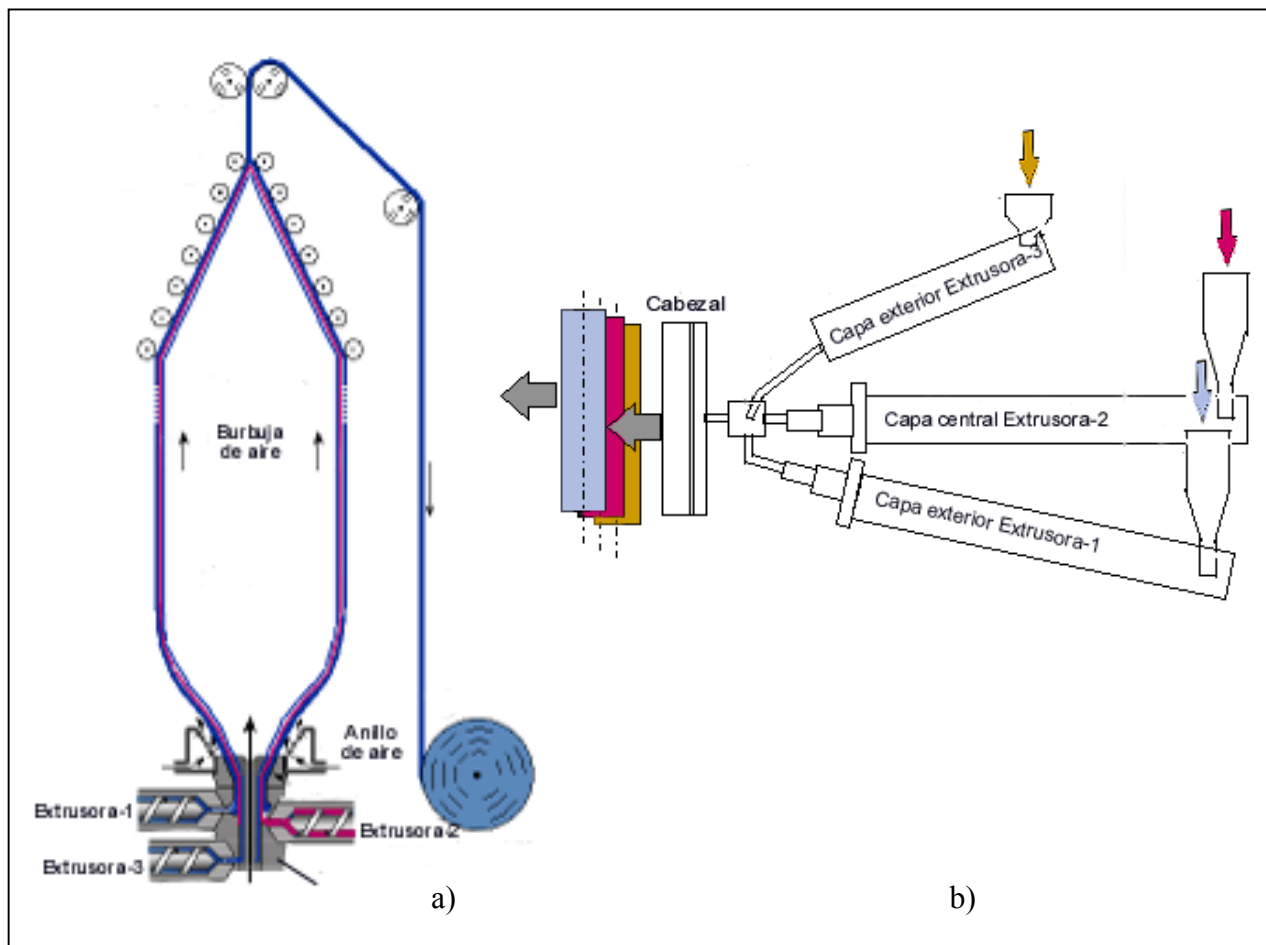 Burbuja
de aire
Anillo
de aire
Extrusora-1
Extrusora-2
Extrusora-3
a)
Cabezal
Capa exterior Extrusora-3
Capa central Extrusora-2
Capa exterior Extrusora-1
b)